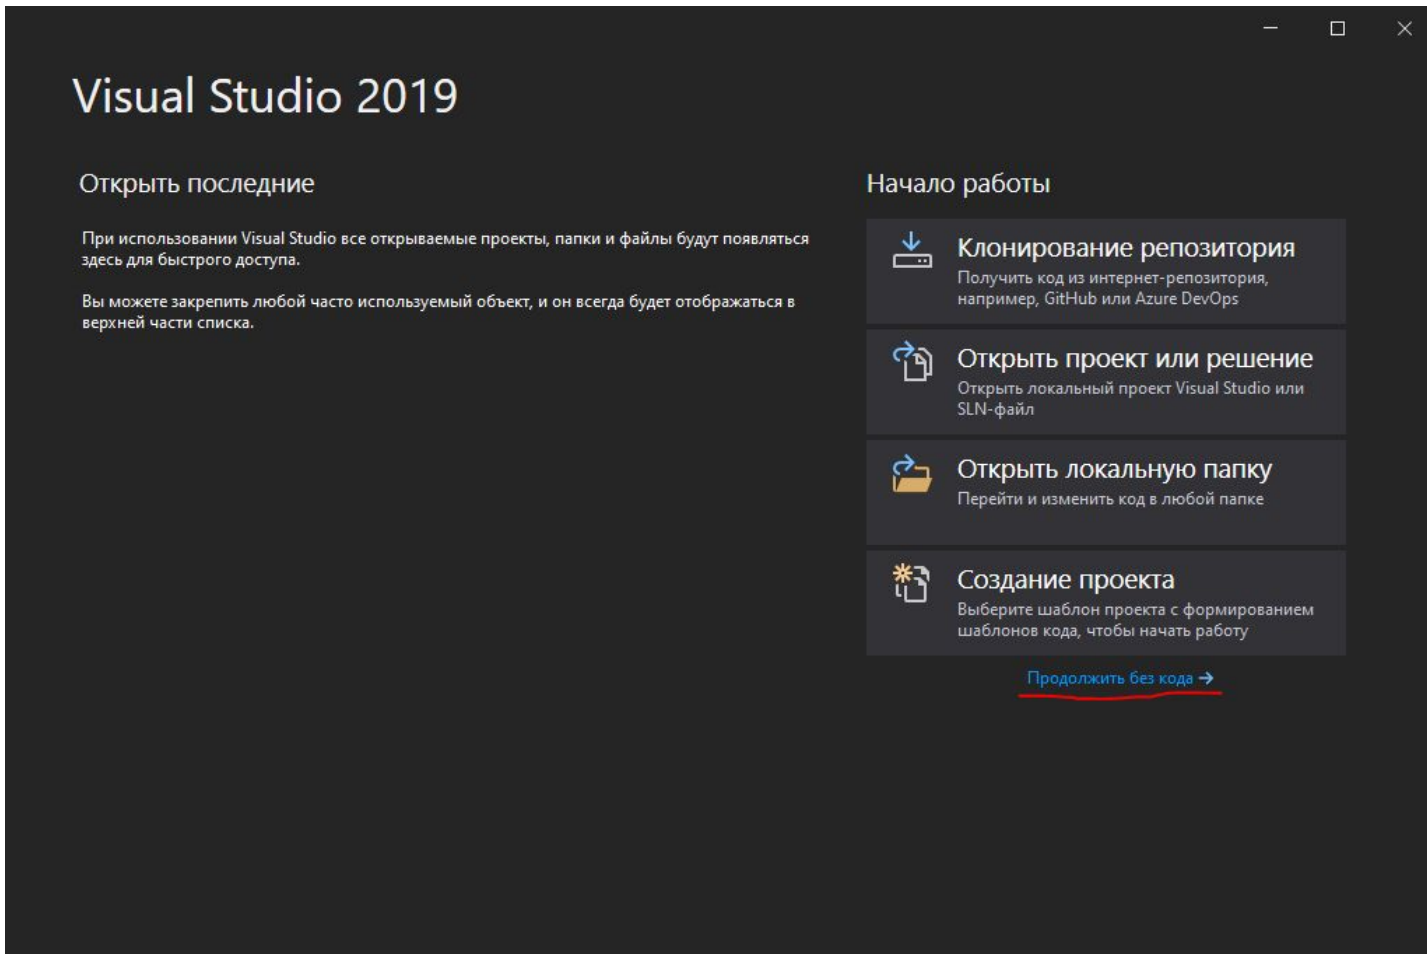 Visual Studio 2019
Открыть последние
При использовании Visual Studio все открываемые проекты, папки и файлы будут появляться
здесь для быстрого доступа.
Вы можете закрепить любой часто используемый объект, и он всегда будет отображаться в
верхней части списка.
Начало работы
Клонирование репозитория
Получить код из интернет-репозитория,
например, GitHub или Azure DevOps
Открыть проект или решение
Открыть локальный проект Visual Studio или
SLN-файл
Открыть локальную папку
Перейти и изменить код в любой папке
Создание проекта
Выберите шаблон проекта с формированием
шаблонов кода, чтобы начать работу
Продолжить без кода →